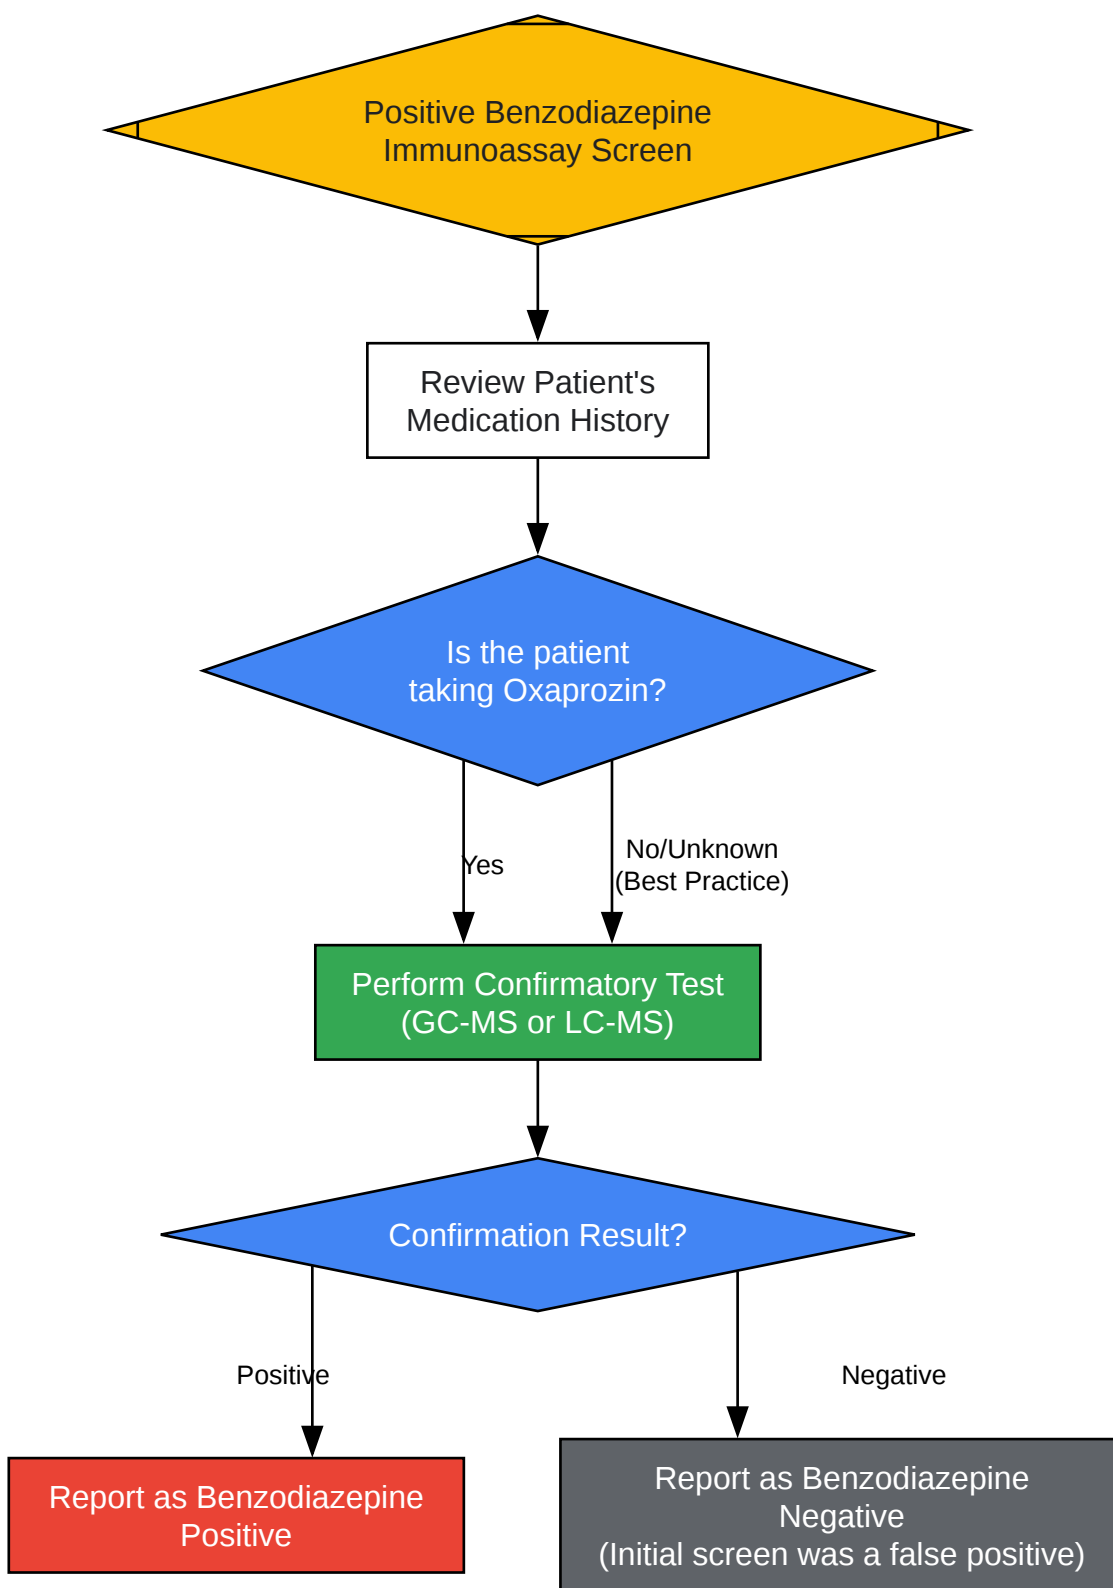 Positive Benzodiazepine
Immunoassay Screen
Review Patient's
Medication History
Is the patient
taking Oxaprozin?
Yes
No/Unknown
(Best Practice)
Perform Confirmatory Test
(GC-MS or LC-MS)
Confirmation Result?
Positive
Negative
Report as Benzodiazepine
Positive
Report as Benzodiazepine
Negative
(Initial screen was a false positive)